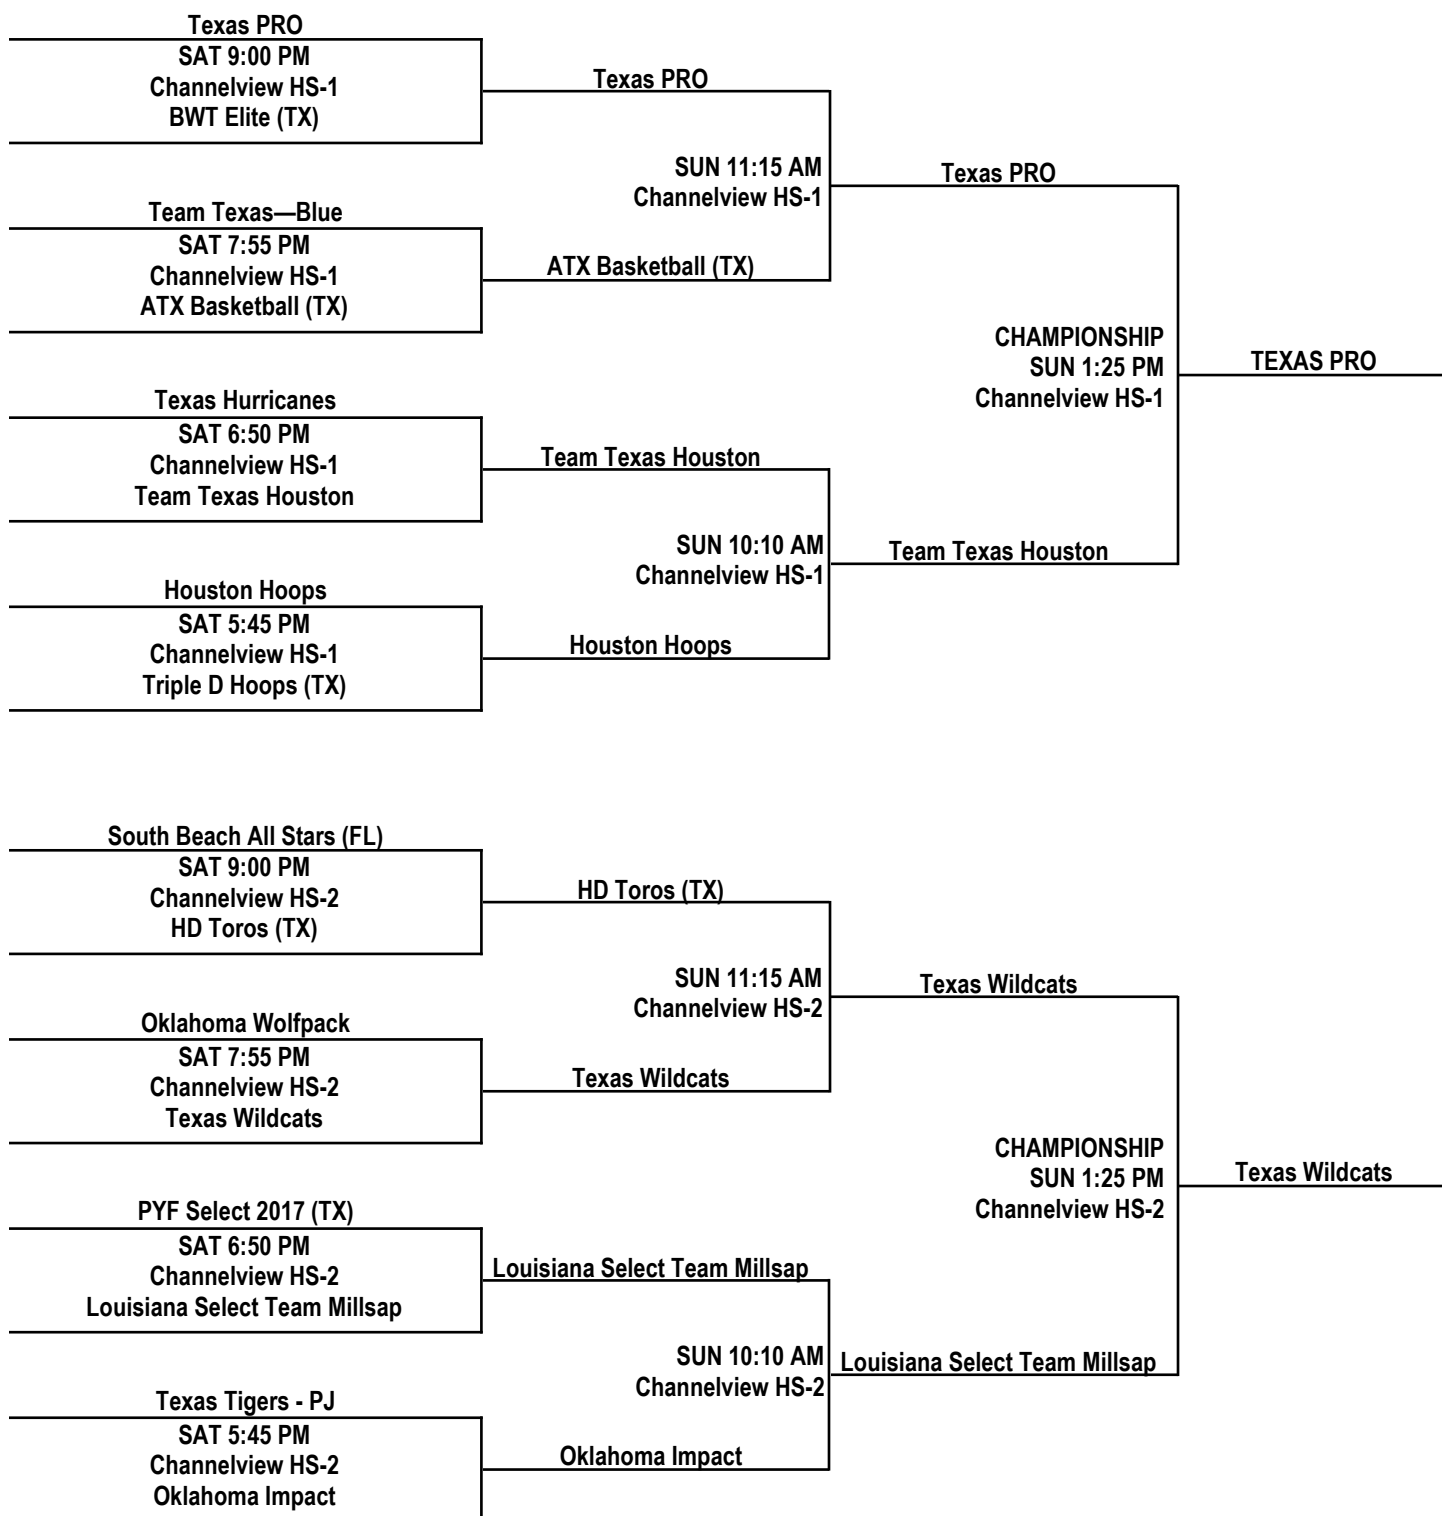 Texas PRO
SAT 9:00 PM
Channelview HS-1
BWT Elite (TX)
Texas PRO
SUN 11:15 AM
Channelview HS-1
Texas PRO
Team Texas—Blue
SAT 7:55 PM
Channelview HS-1
ATX Basketball (TX)
ATX Basketball (TX)
CHAMPIONSHIP
SUN 1:25 PM
Channelview HS-1
TEXAS PRO
Texas Hurricanes
SAT 6:50 PM
Channelview HS-1
Team Texas Houston
Team Texas Houston
SUN 10:10 AM
Channelview HS-1
Team Texas Houston
Houston Hoops
SAT 5:45 PM
Channelview HS-1
Triple D Hoops (TX)
Houston Hoops
South Beach All Stars (FL)
SAT 9:00 PM
Channelview HS-2
HD Toros (TX)
HD Toros (TX)
SUN 11:15 AM
Channelview HS-2
Texas Wildcats
Oklahoma Wolfpack
SAT 7:55 PM
Channelview HS-2
Texas Wildcats
Texas Wildcats
CHAMPIONSHIP
SUN 1:25 PM
Channelview HS-2
Texas Wildcats
PYF Select 2017 (TX)
SAT 6:50 PM
Channelview HS-2
Louisiana Select Team Millsap
Louisiana Select Team Millsap
SUN 10:10 AM
Channelview HS-2
Louisiana Select Team Millsap
Texas Tigers - PJ
SAT 5:45 PM
Channelview HS-2
Oklahoma Impact
Oklahoma Impact